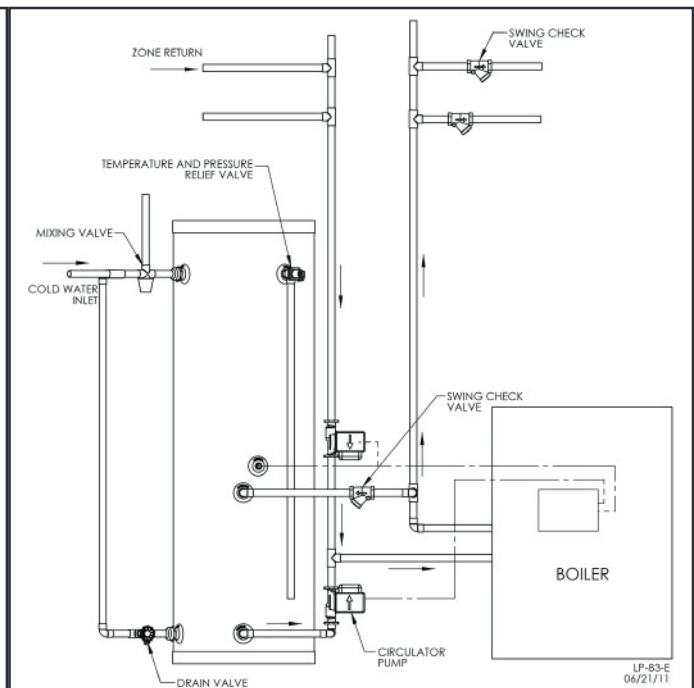 SWING CHECK
VALVE
ZONE RETURN
TEMPERATURE AND PRESSURE
RELIEF VALVE
MIXING VALVE
COLD WATER
INLET
SWING CHECK
VALVE
BOILER
CIRCULATOR
PUMP
DRAIN VALVE
LP-83-E
06/21/11